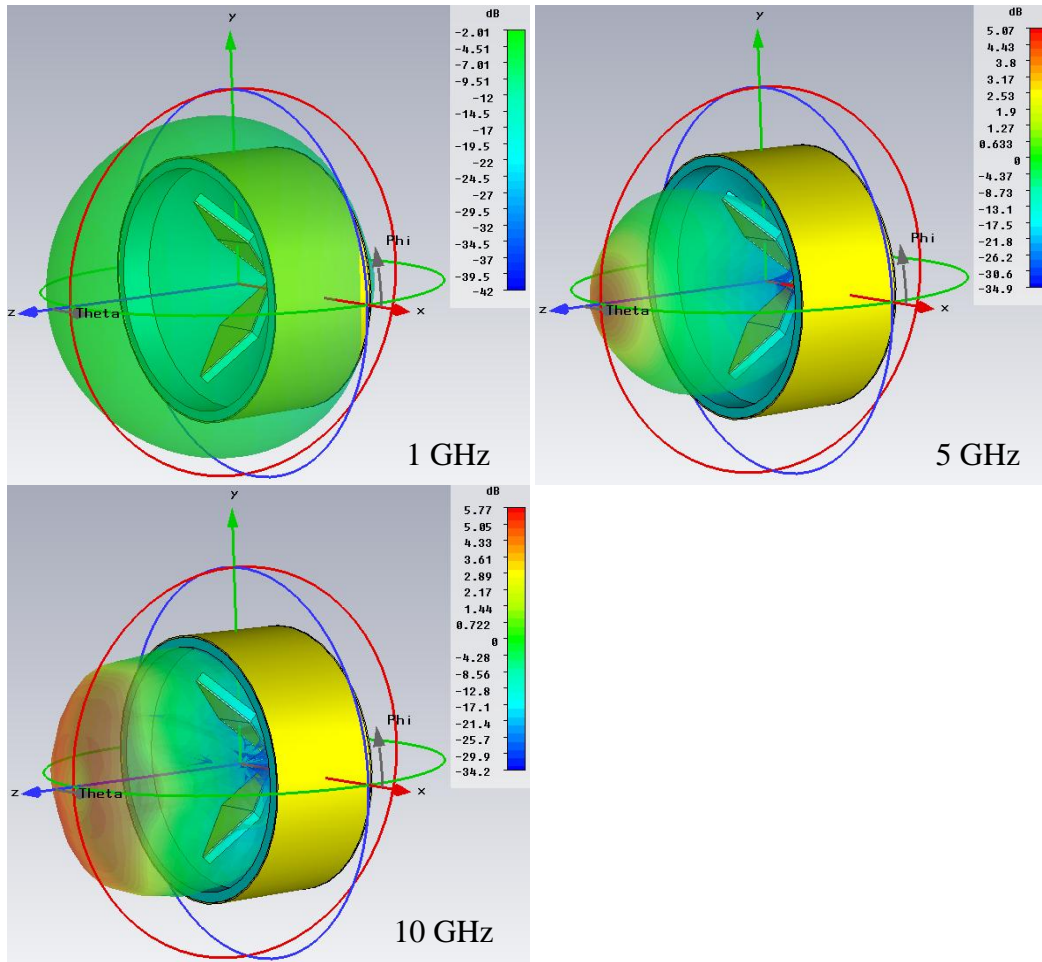 dB
-2.01
-4.51
-7.01
-9.51
-12
-14.5
-17
-19.5
-22
-27
-29.5
-32
-34.5
-37
-39.5
-42
y
Phi
z
Theta
x
1 GHz
dB
5.07
4.43
3.8
3.17
2.53
1.9
1.27
0.633
0
-4.37
-8.73
-13.1
-17.5
-21.8
-26.2
-30.6
-34.9
y
Phi
z
Theta
x
5 GHz
dB
5.77
5.05
4.33
3.61
2.89
2.17
1.44
0.722
0
-4.28
-8.56
-12.8
-17.1
-21.4
-25.7
-29.9
-34.2
y
Phi
z
Theta
x
10 GHz